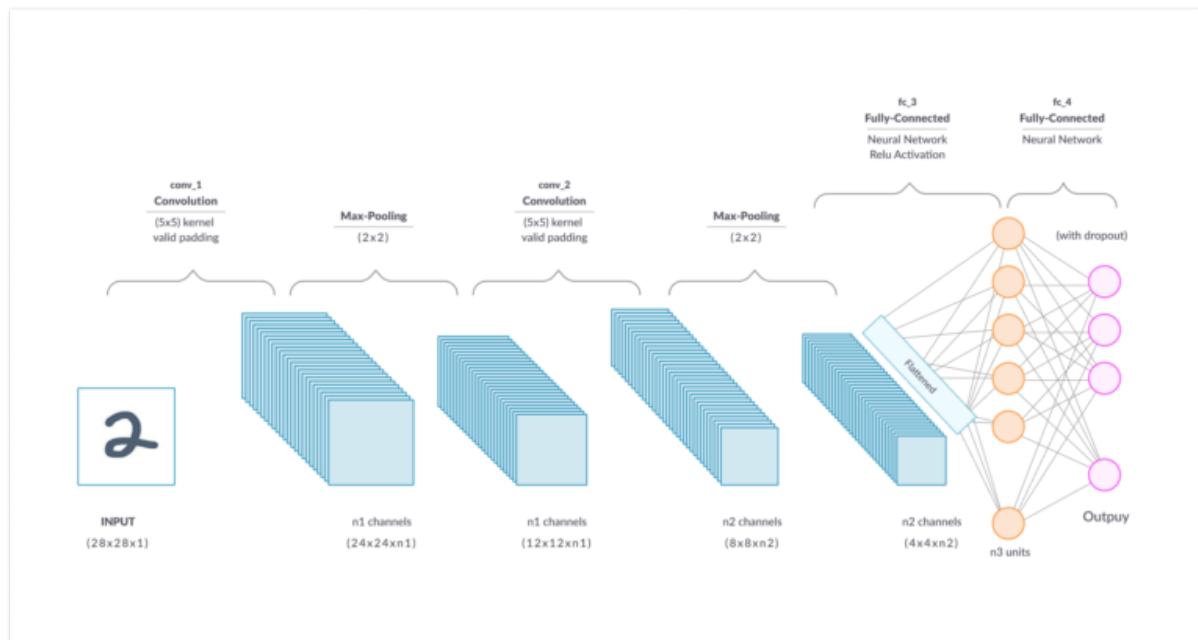 fc_3
Fully-Connected
Neural Network
Relu Activation
fc_4
Fully-Connected
Neural Network
conv_1
Convolution
(5x5) kernel
valid padding
Max-Pooling
(2x2)
conv_2
Convolution
(5x5) kernel
valid padding
Max-Pooling
(2x2)
(with dropout)
Flattened
2
INPUT
(28x28x1)
n1 channels
(24x24xn1)
n1 channels
(12x12xn1)
n2 channels
(8x8xn2)
n2 channels
(4x4xn2)
n3 units
Outpuy